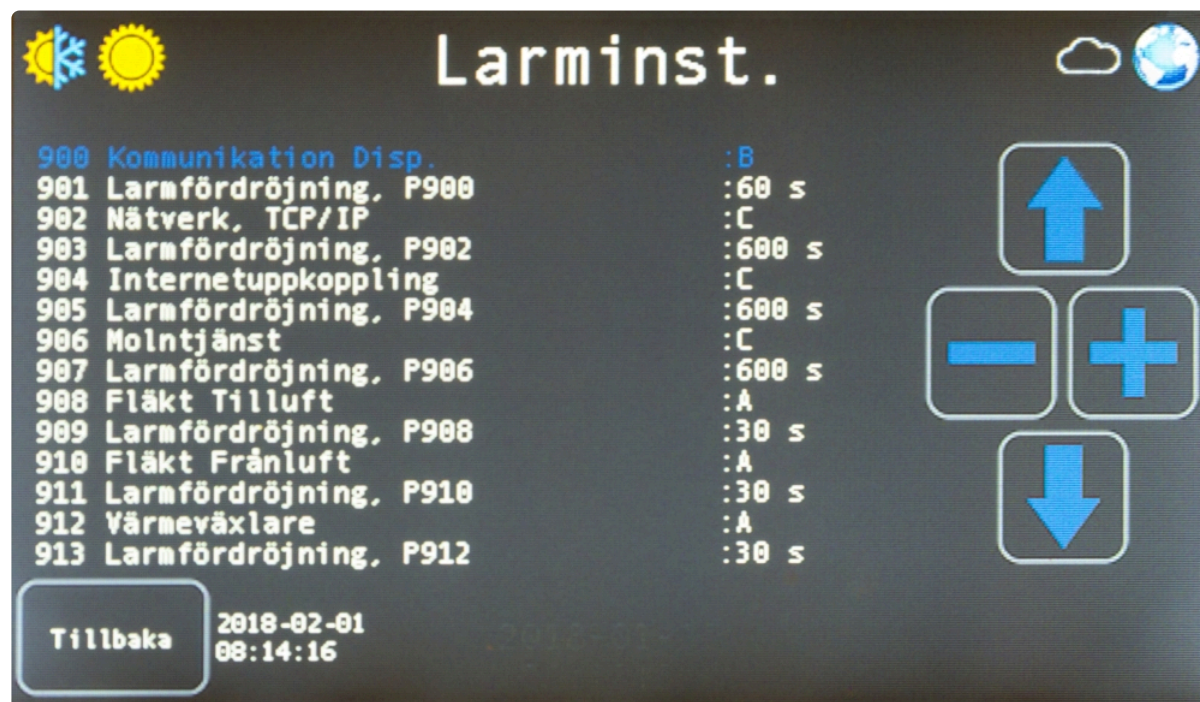 Larminst.
900 Kommunikation Disp. :B
901 Larmfördröjning, P900 :60 s
902 Nätverk, TCP/IP :C
903 Larmfördröjning, P902 :600 s
904 Internetuppkoppling :C
905 Larmfördröjning, P904 :600 s
906 Molntjänst :C
907 Larmfördröjning, P906 :600 s
908 Fläkt Tilluft :A
909 Larmfördröjning, P908 :30 s
910 Fläkt Frånluft :A
911 Larmfördröjning, P910 :30 s
912 Värmeväxlare :A
913 Larmfördröjning, P912 :30 s
Tillbaka
2018-02-01
08:14:16